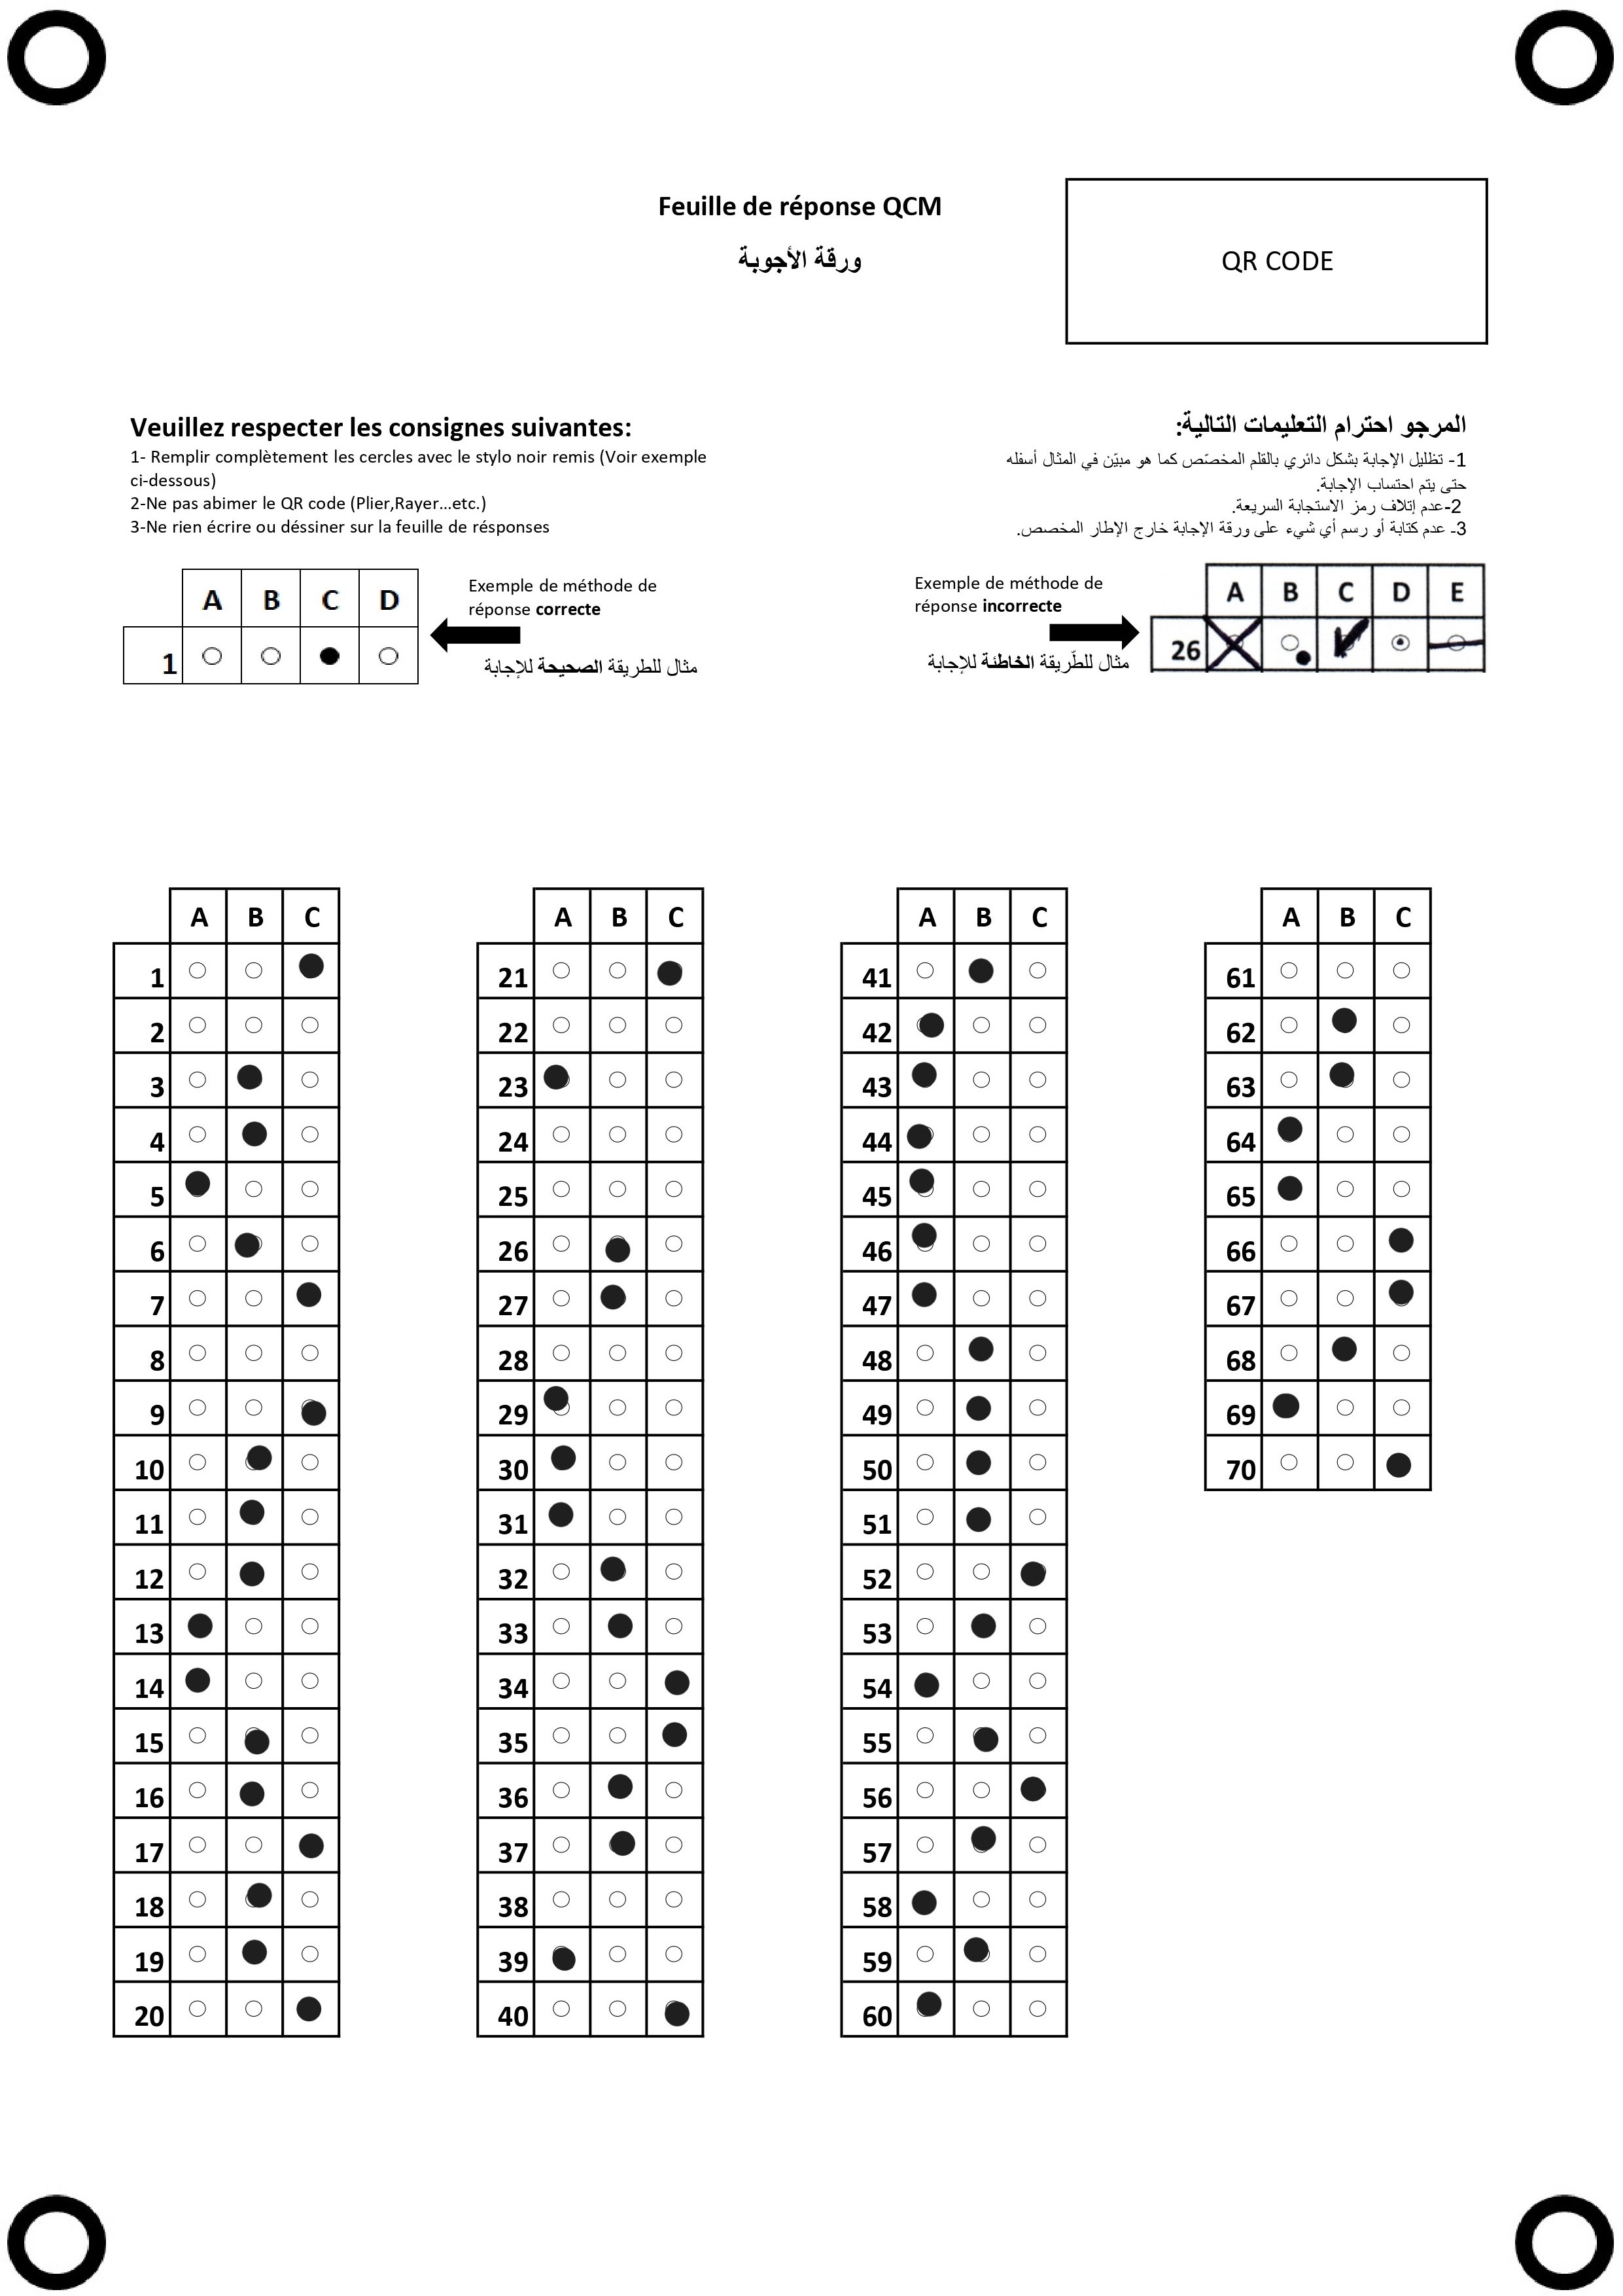 Feuille de réponse QCM
ورقة الأجوبة
QR CODE
Veuillez respecter les consignes suivantes:
1- Remplir complètement les cercles avec le stylo noir remis (Voir exemple
ci-dessous)
2-Ne pas abimer le QR code (Plier,Rayer...etc.)
3-Ne rien écrire ou déssiner sur la feuille de résponses
المرجو احترام التعليمات التالية:
1- تظليل الإجابة بشكل دائري بالقلم المخصّص كما هو مبيّن في المثال أسفله
حتى يتم احتساب الإجابة.
2-عدم إتلاف رمز الاستجابة السريعة.
3- عدم كتابة أو رسم أي شيء على ورقة الإجابة خارج الإطار المخصص.
A B C D
1
Exemple de méthode de
réponse correcte
مثال للطريقة الصحيحة للإجابة
Exemple de méthode de
réponse incorrecte
مثال للطّريقة الخاطئة للإجابة
A B C D E
26
A B C
1
2
3
4
5
6
7
8
9
10
11
12
13
14
15
16
17
18
19
20
A B C
21
22
23
24
25
26
27
28
29
30
31
32
33
34
35
36
37
38
39
40
A B C
41
42
43
44
45
46
47
48
49
50
51
52
53
54
55
56
57
58
59
60
A B C
61
62
63
64
65
66
67
68
69
70